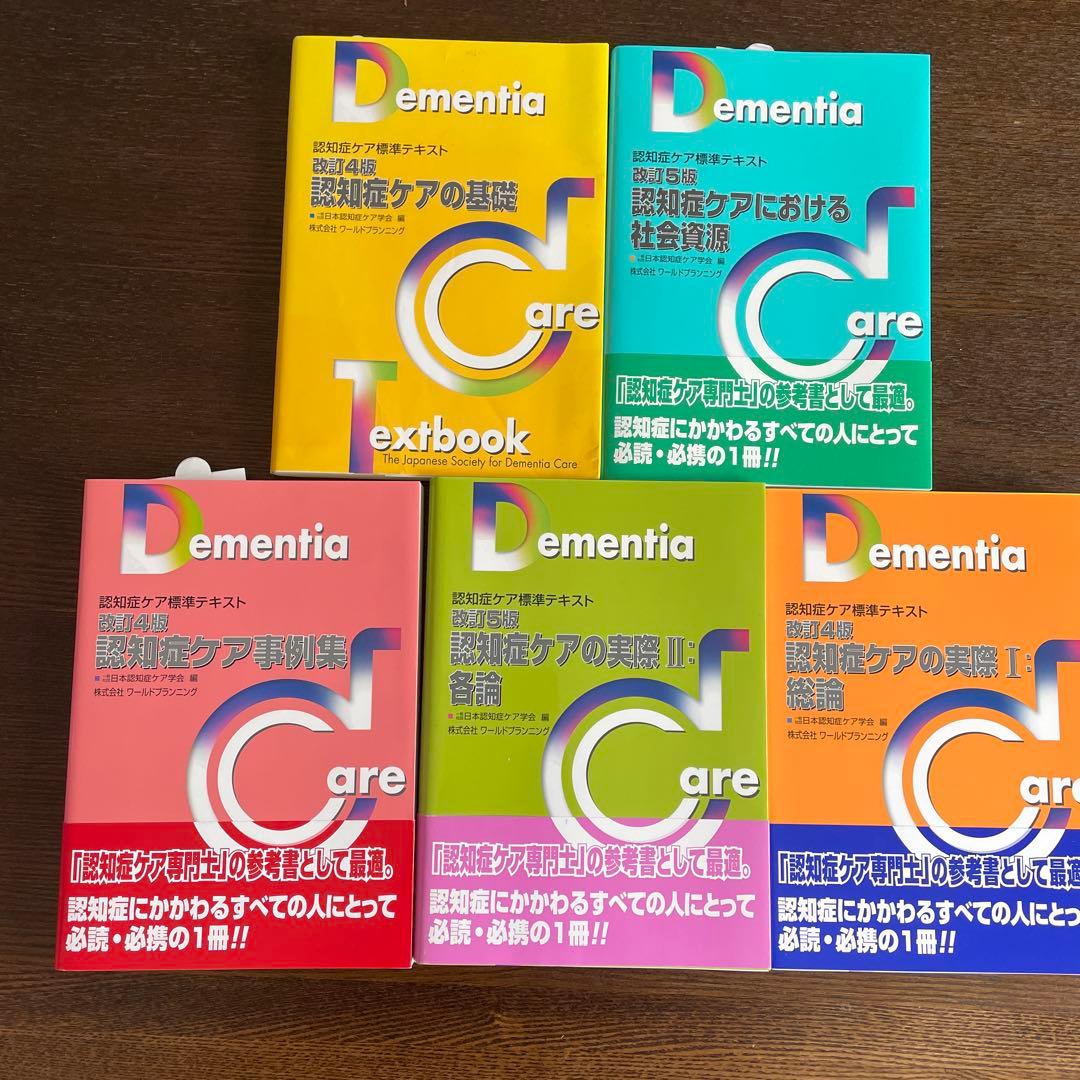 Dementia
認知症ケア標準テキスト
改訂4版
認知症ケアの基礎
日本認知症ケア学会 編
株式会社 ワールドプランニング
Care
Textbook
The Japanese Society for Dementia Care
Dementia
認知症ケア標準テキスト
改訂5版
認知症ケアにおける
社会資源
日本認知症ケア学会 編
株式会社 ワールドプランニング
Care
「認知症ケア専門士」の参考書として最適。
認知症にかかわるすべての人にとって
必読・必携の1冊!!
Dementia
認知症ケア標準テキスト
改訂4版
認知症ケア事例集
日本認知症ケア学会 編
株式会社 ワールドプランニング
Care
「認知症ケア専門士」の参考書として最適。
認知症にかかわるすべての人にとって
必読・必携の1冊!!
Dementia
認知症ケア標準テキスト
改訂5版
認知症ケアの実際 II:
各論
日本認知症ケア学会 編
株式会社 ワールドプランニング
Care
「認知症ケア専門士」の参考書として最適。
認知症にかかわるすべての人にとって
必読・必携の1冊!!
Dementia
認知症ケア標準テキスト
改訂4版
認知症ケアの実際 I:
総論
日本認知症ケア学会 編
株式会社 ワールドプランニング
Care
「認知症ケア専門士」の参考書として最適
認知症にかかわるすべての人にとっ
必読・必携の1冊!!